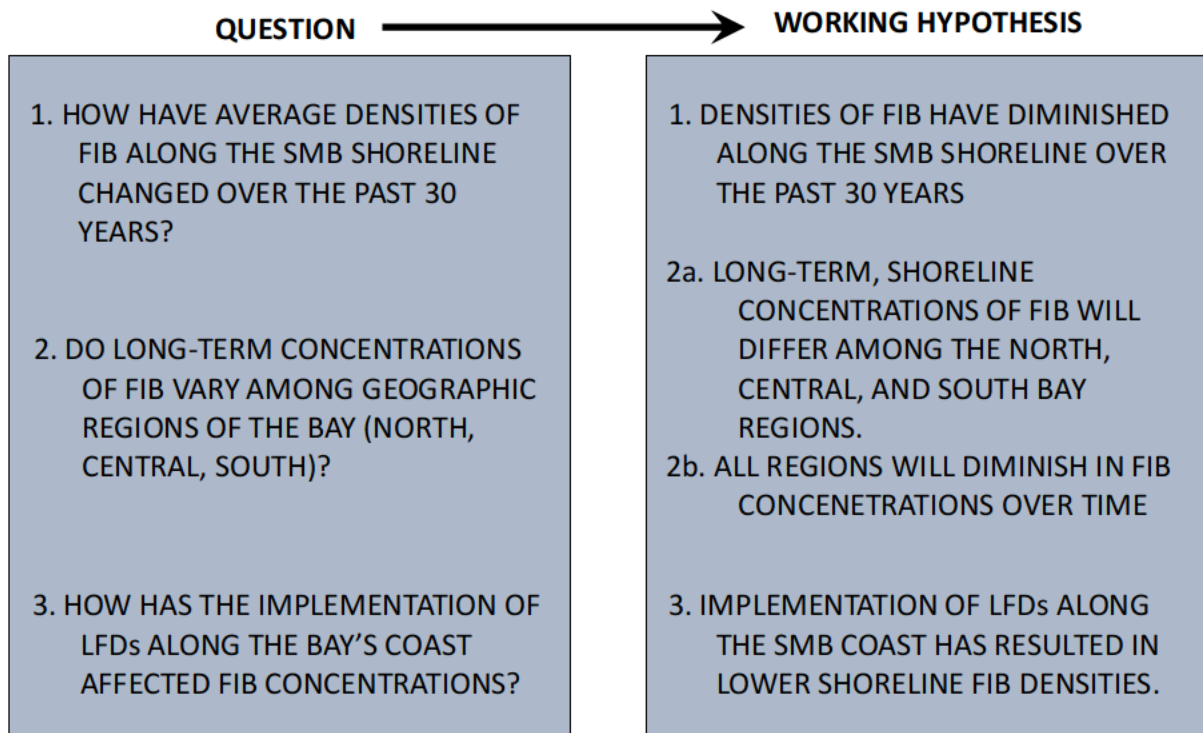 QUESTION
WORKING HYPOTHESIS
1. HOW HAVE AVERAGE DENSITIES OF
FIB ALONG THE SMB SHORELINE
CHANGED OVER THE PAST 30
YEARS?
2. DO LONG-TERM CONCENTRATIONS
OF FIB VARY AMONG GEOGRAPHIC
REGIONS OF THE BAY (NORTH,
CENTRAL, SOUTH)?
3. HOW HAS THE IMPLEMENTATION OF
LFDs ALONG THE BAY’S COAST
AFFECTED FIB CONCENTRATIONS?
1. DENSITIES OF FIB HAVE DIMINISHED
ALONG THE SMB SHORELINE OVER
THE PAST 30 YEARS
2a. LONG-TERM, SHORELINE
CONCENTRATIONS OF FIB WILL
DIFFER AMONG THE NORTH,
CENTRAL, AND SOUTH BAY
REGIONS.
2b. ALL REGIONS WILL DIMINISH IN FIB
CONCENETRATIONS OVER TIME
3. IMPLEMENTATION OF LFDs ALONG
THE SMB COAST HAS RESULTED IN
LOWER SHORELINE FIB DENSITIES.